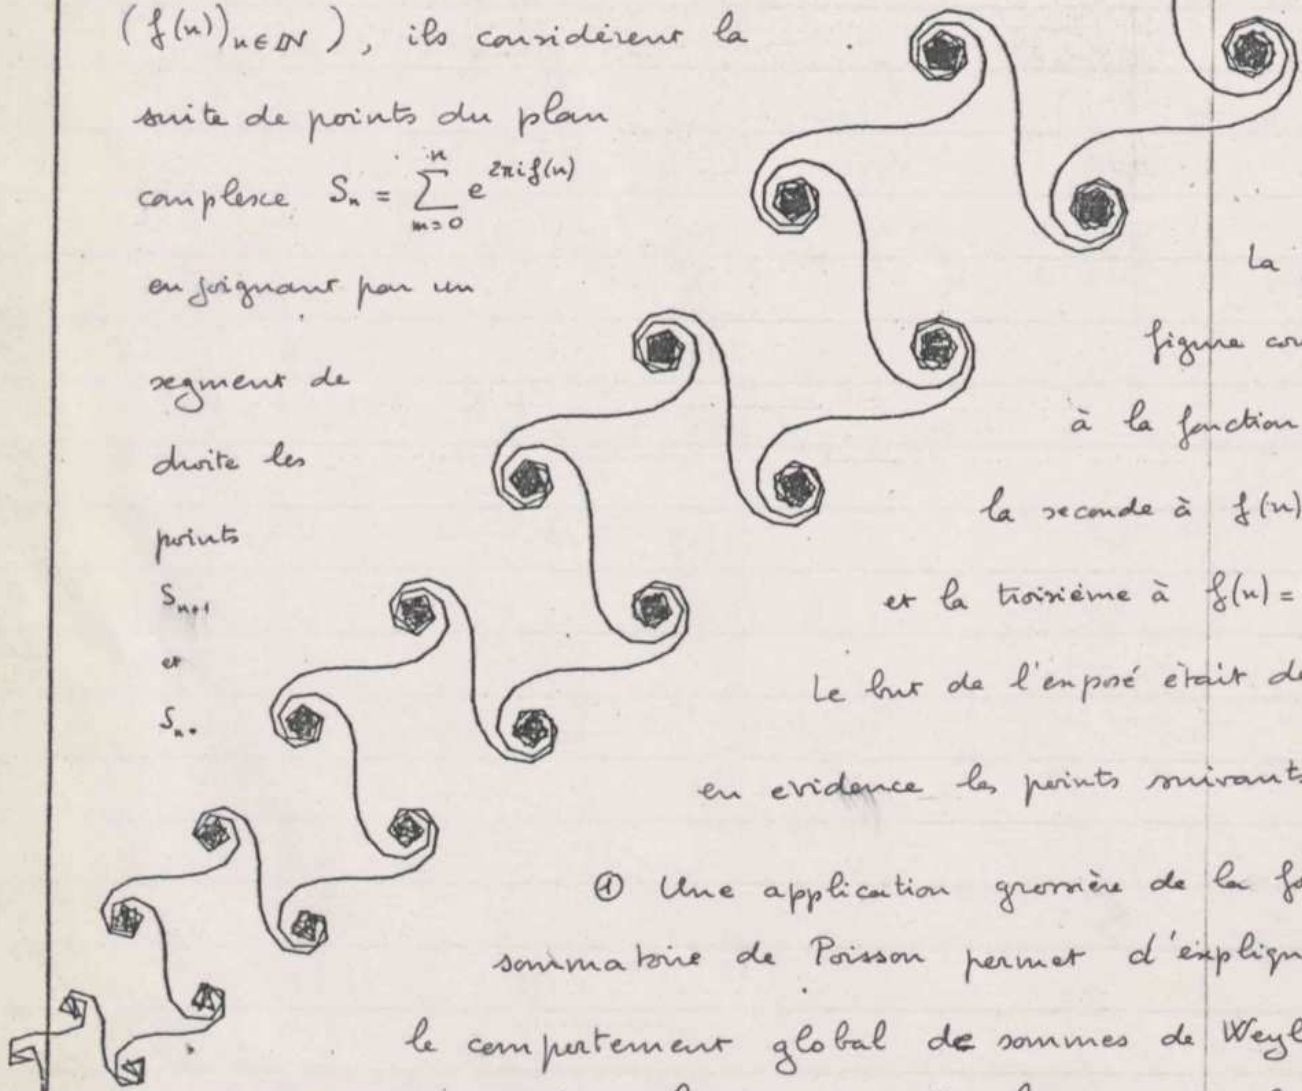 (f(n))n∈ℕ ), ils considèrent la
suite de points du plan
complexe Sn = ∑_{m=0}^{n} e^{2πif(n)}
en joignant par un
La
segment de
figure cor
à la fonction
droite les
la seconde à f(n)
points
Sn+1
et la troisième à f(n) =
et
Le but de l'exposé était de
Sn.
en evidence les points suivants
① Une application grossière de la fo
sommatoire de Poisson permet d'expliqu
le comportement global de sommes de Weyl